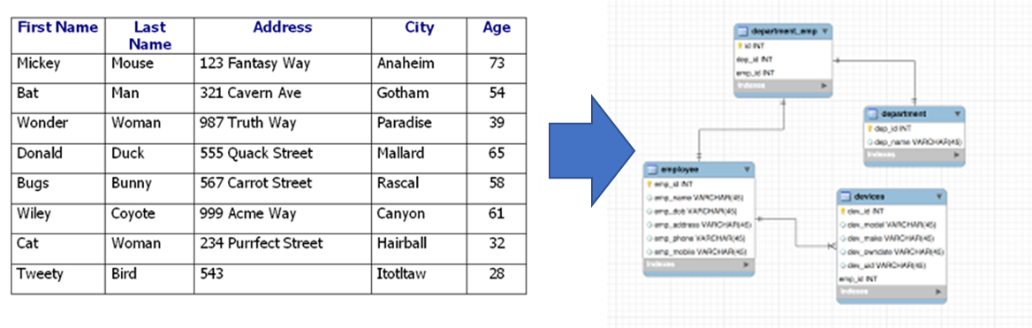 First Name Last Name Address City Age
Mickey Mouse 123 Fantasy Way Anaheim 73
Bat Man 321 Cavern Ave Gotham 54
Wonder Woman 987 Truth Way Paradise 39
Donald Duck 555 Quack Street Mallard 65
Bugs Bunny 567 Carrot Street Rascal 58
Wiley Coyote 999 Acme Way Canyon 61
Cat Woman 234 Purrfect Street Hairball 32
Tweety Bird 543 Itotltaw 28
department_emp
id INT
dep_id INT
emp_id INT
Indexes
department
dep_id INT
dep_name VARCHAR(45)
Indexes
employee
emp_id INT
emp_name VARCHAR(45)
emp_dob VARCHAR(45)
emp_address VARCHAR(45)
emp_phone VARCHAR(45)
emp_mobile VARCHAR(45)
Indexes
devices
dev_id INT
dev_model VARCHAR(45)
dev_make VARCHAR(45)
dev_owndate VARCHAR(45)
dev_uid VARCHAR(45)
emp_id INT
Indexes